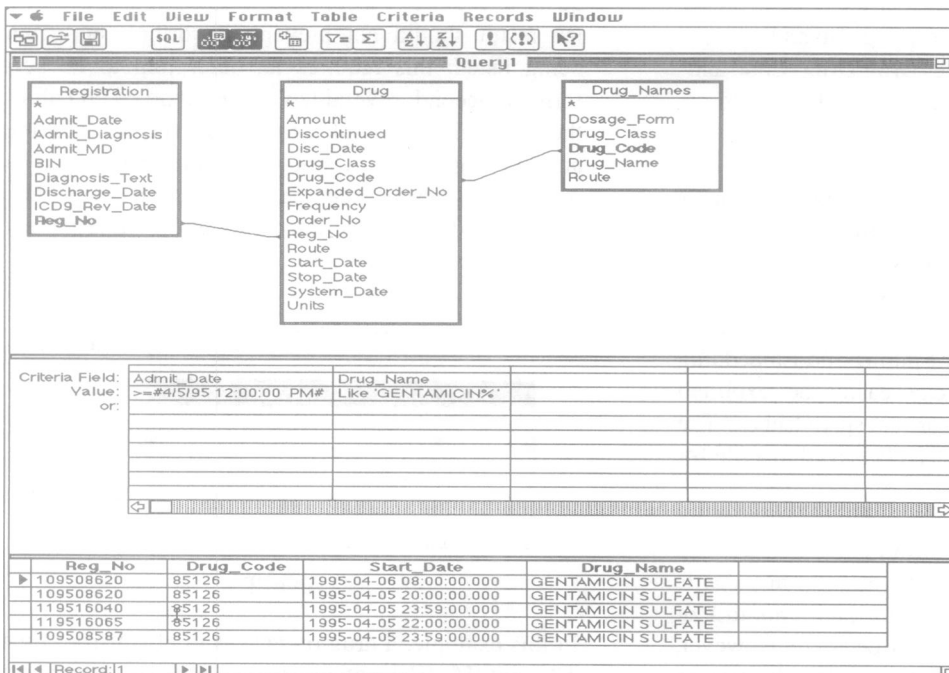 File Edit View Format Table Criteria Records Window
SQL
Query1
Registration
*
Admit_Date
Admit_Diagnosis
Admit_MD
BIN
Diagnosis_Text
Discharge_Date
ICD9_Rev_Date
Reg_No
Drug
*
Amount
Discontinued
Disc_Date
Drug_Class
Drug_Code
Expanded_Order_No
Frequency
Order_No
Reg_No
Route
Start_Date
Stop_Date
System_Date
Units
Drug_Names
*
Dosage_Form
Drug_Class
Drug_Code
Drug_Name
Route
Criteria Field: Admit_Date Drug_Name
Value: >=#4/5/95 12:00:00 PM# Like 'GENTAMICIN%'
or:
Reg_No Drug_Code Start_Date Drug_Name
109508620 85126 1995-04-06 08:00:00.000 GENTAMICIN SULFATE
109508620 85126 1995-04-05 20:00:00.000 GENTAMICIN SULFATE
119516040 85126 1995-04-05 23:59:00.000 GENTAMICIN SULFATE
119516065 85126 1995-04-05 22:00:00.000 GENTAMICIN SULFATE
109508587 85126 1995-04-05 23:59:00.000 GENTAMICIN SULFATE
Record: 1